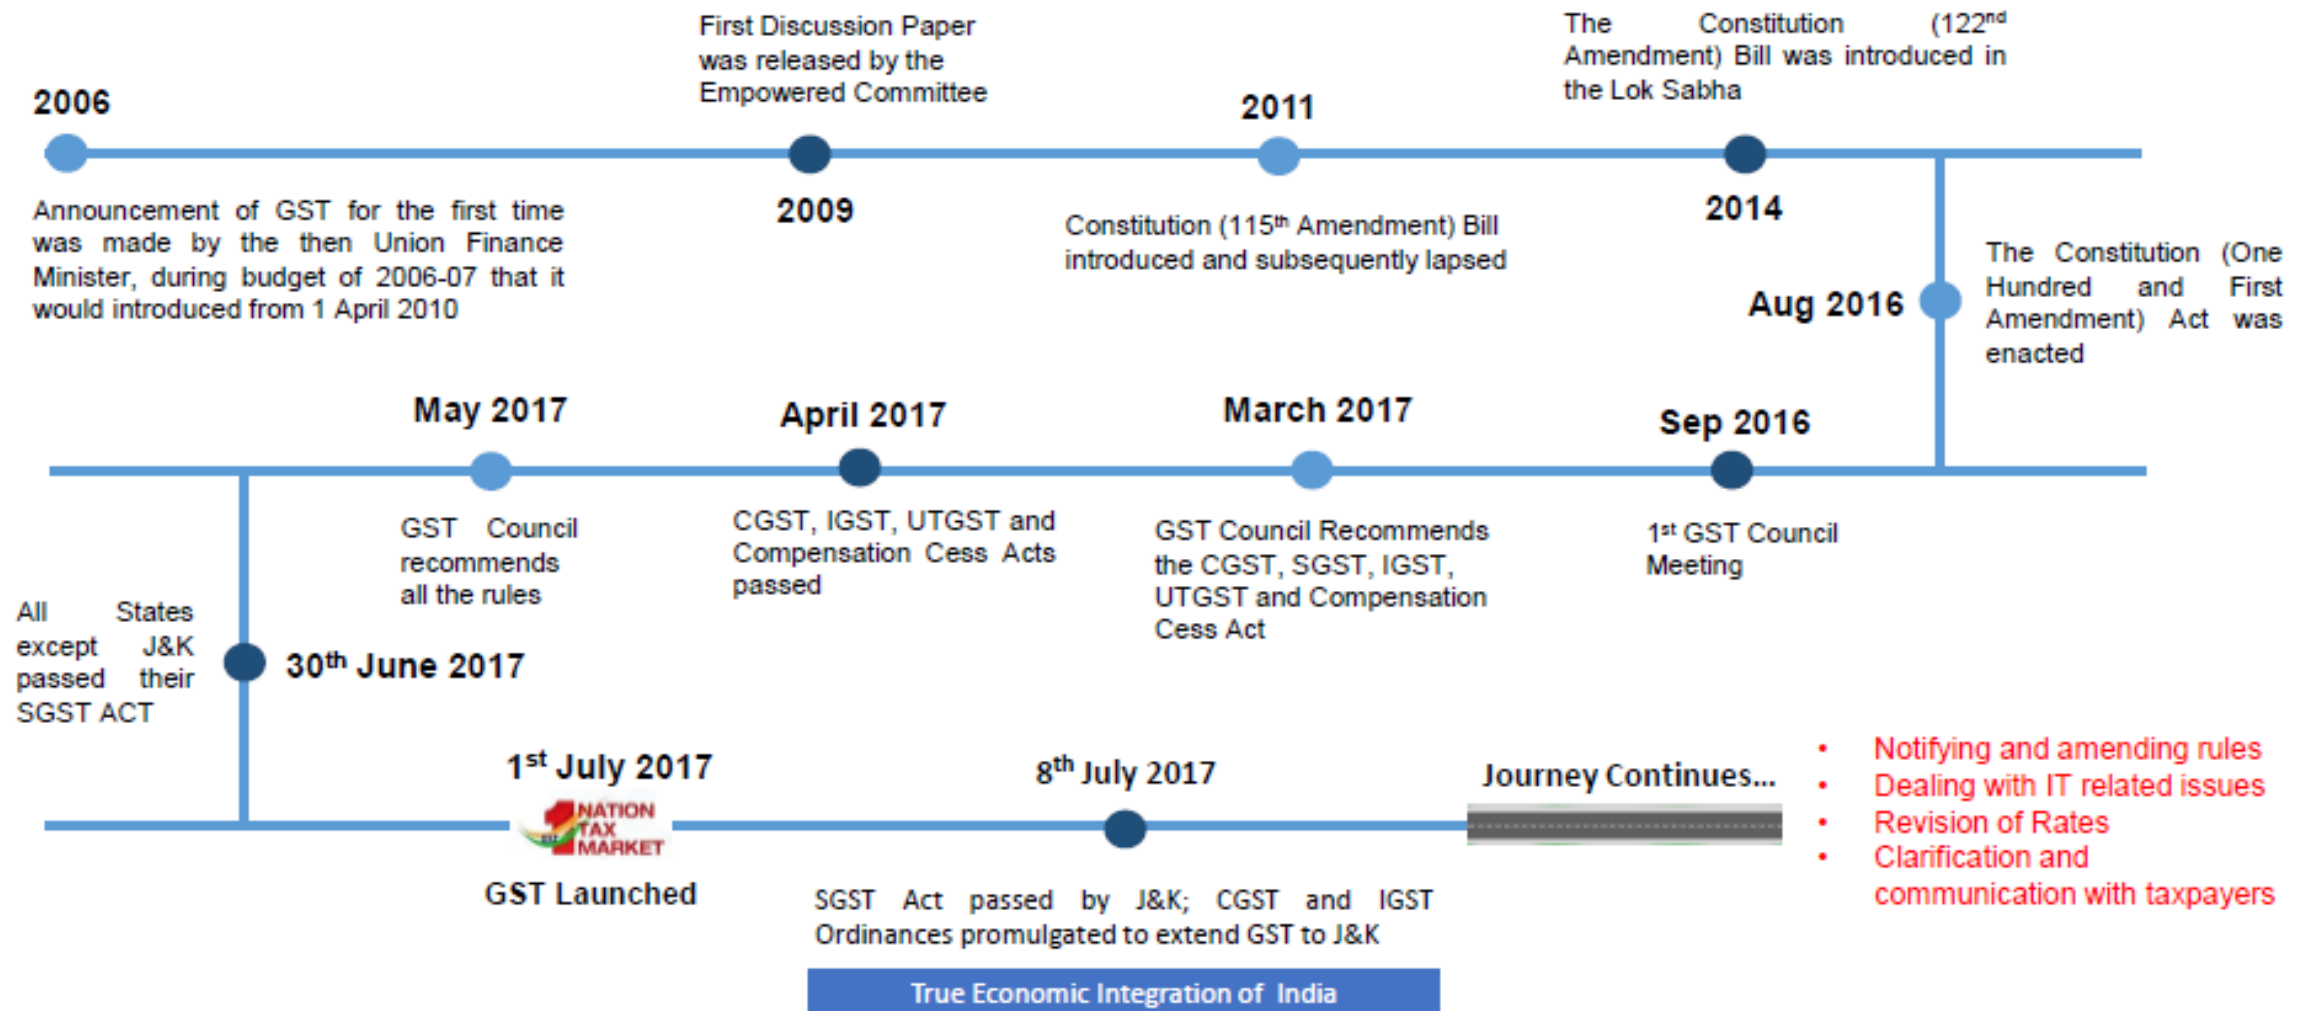 2006
Announcement of GST for the first time
was made by the then Union Finance
Minister, during budget of 2006-07 that it
would introduced from 1 April 2010
First Discussion Paper
was released by the
Empowered Committee
2009
2011
Constitution (115th Amendment) Bill
introduced and subsequently lapsed
The Constitution (122nd
Amendment) Bill was introduced in
the Lok Sabha
2014
Aug 2016
The Constitution (One
Hundred and First
Amendment) Act was
enacted
Sep 2016
1st GST Council
Meeting
March 2017
GST Council Recommends
the CGST, SGST, IGST,
UTGST and Compensation
Cess Act
April 2017
CGST, IGST, UTGST and
Compensation Cess Acts
passed
May 2017
GST Council
recommends
all the rules
All States
except J&K
passed their
SGST ACT
30th June 2017
1st July 2017
1 NATION
TAX
MARKET
GST Launched
8th July 2017
SGST Act passed by J&K; CGST and IGST
Ordinances promulgated to extend GST to J&K
True Economic Integration of India
Journey Continues...
• Notifying and amending rules
• Dealing with IT related issues
• Revision of Rates
• Clarification and
communication with taxpayers